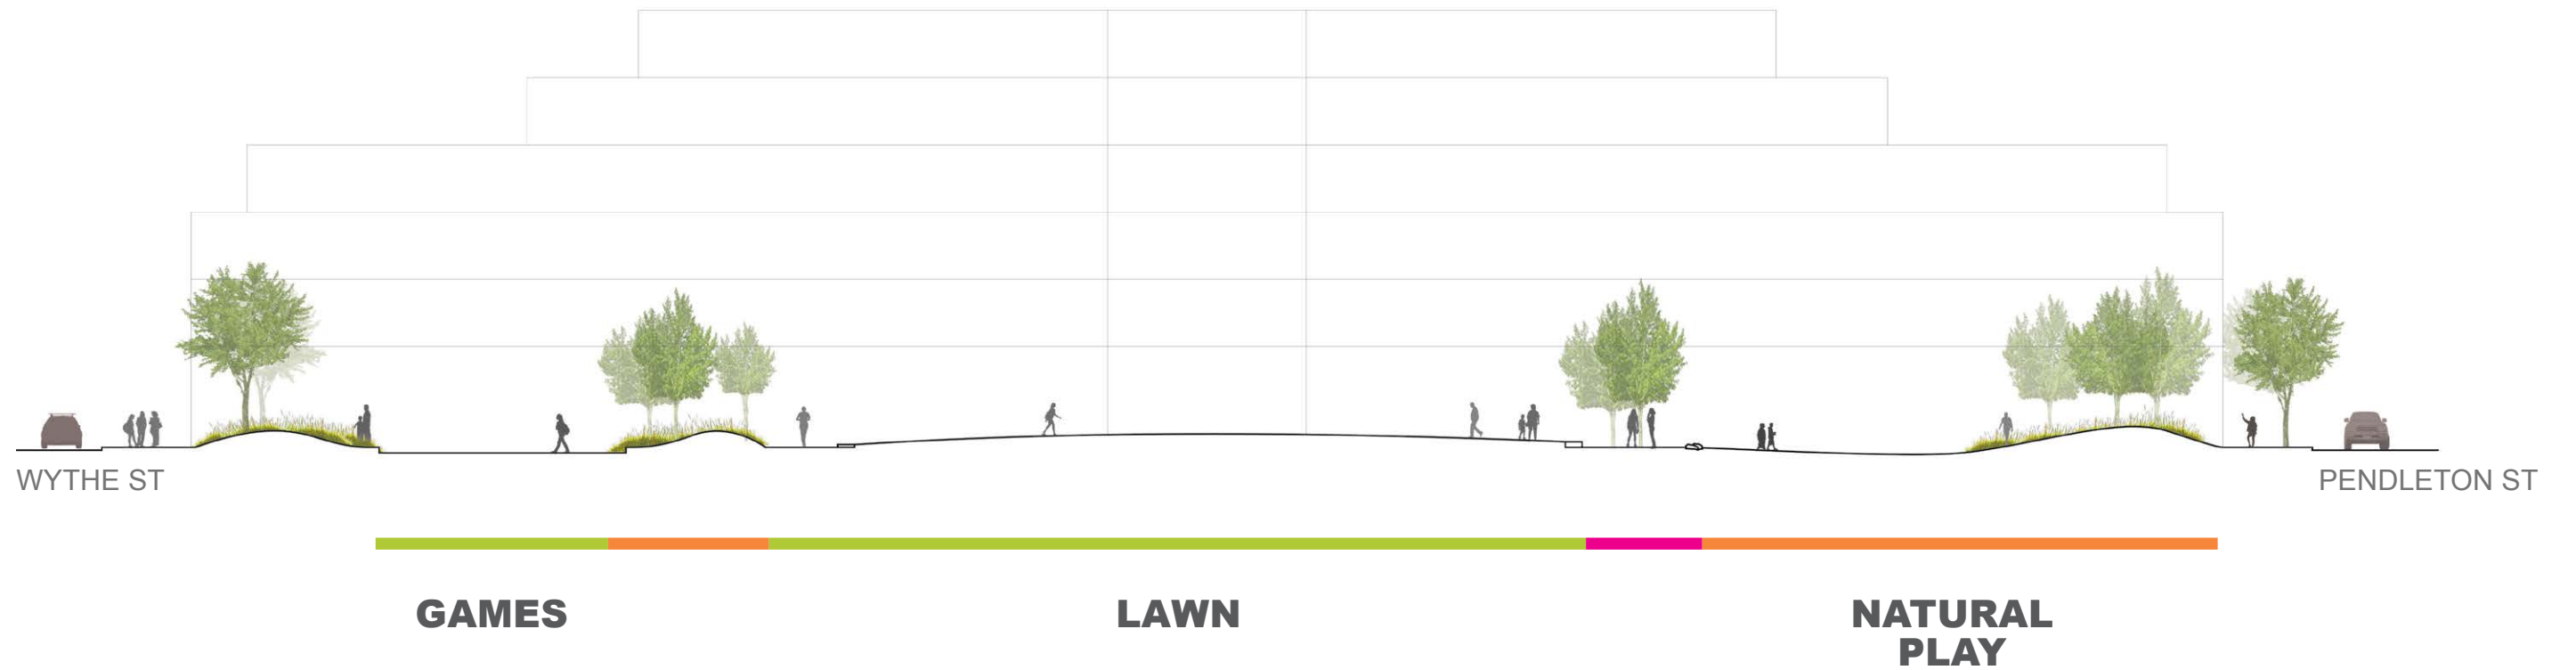 WYTHE ST
PENDLETON ST
GAMES
LAWN
NATURAL
PLAY